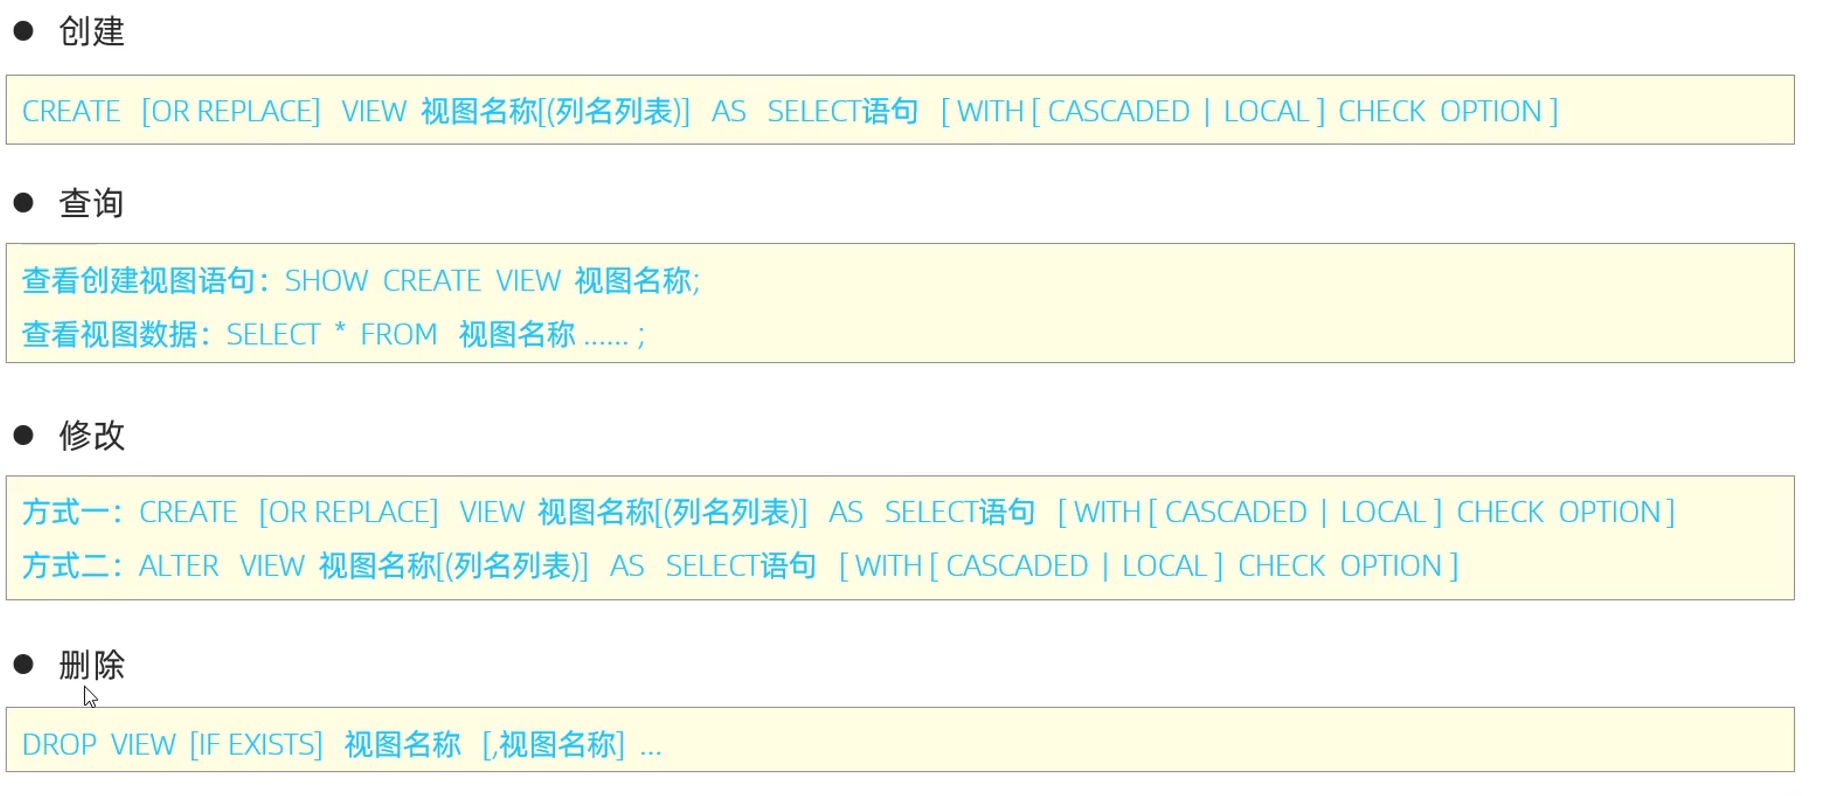 ● 创建
CREATE [OR REPLACE] VIEW 视图名称[(列名列表)] AS SELECT语句 [ WITH [ CASCADED | LOCAL ] CHECK OPTION ]
● 查询
查看创建视图语句：SHOW CREATE VIEW 视图名称;
查看视图数据：SELECT * FROM 视图名称 ...... ;
● 修改
方式一：CREATE [OR REPLACE] VIEW 视图名称[(列名列表)] AS SELECT语句 [ WITH [ CASCADED | LOCAL ] CHECK OPTION ]
方式二：ALTER VIEW 视图名称[(列名列表)] AS SELECT语句 [ WITH [ CASCADED | LOCAL ] CHECK OPTION ]
● 删除
DROP VIEW [IF EXISTS] 视图名称 [,视图名称] ...